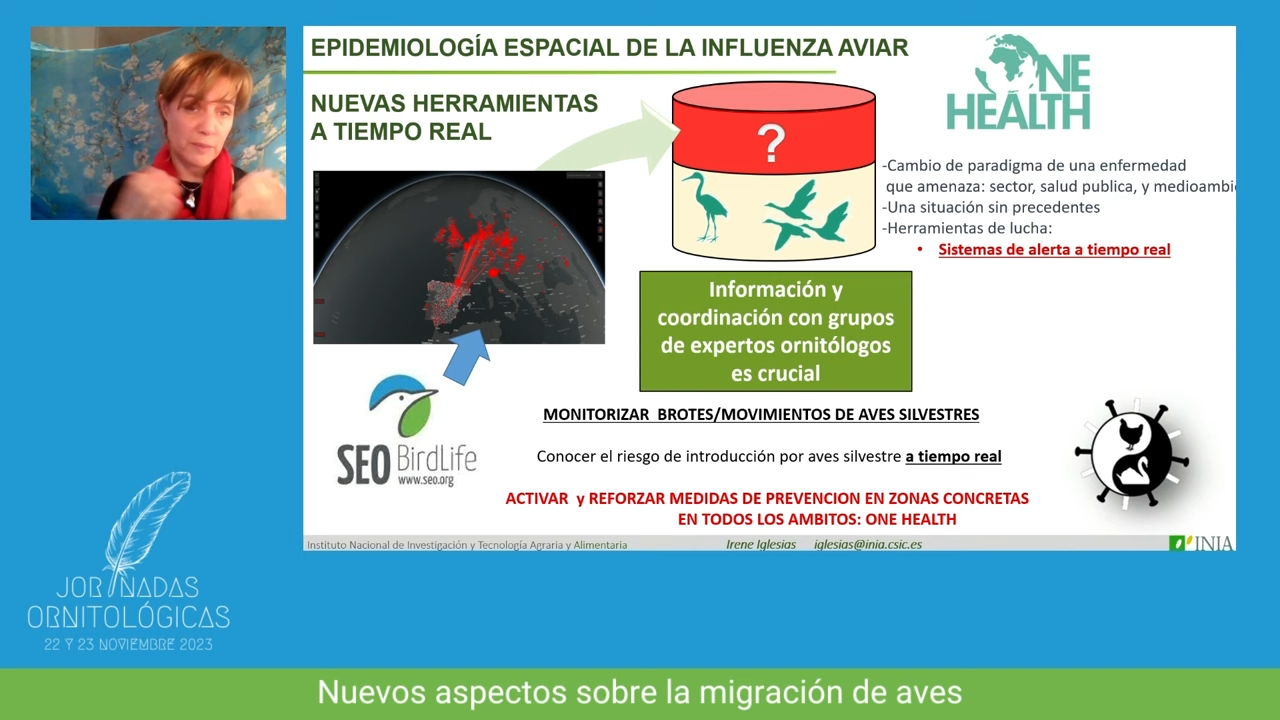 EPIDEMIOLOGÍA ESPACIAL DE LA INFLUENZA AVIAR
NUEVAS HERRAMIENTAS
A TIEMPO REAL
?
ONE
HEALTH
-Cambio de paradigma de una enfermedad
que amenaza: sector, salud publica, y medioambie
-Una situación sin precedentes
-Herramientas de lucha:
• Sistemas de alerta a tiempo real
Información y
coordinación con grupos
de expertos ornitólogos
es crucial
SEO BirdLife
www.seo.org
MONITORIZAR BROTES/MOVIMIENTOS DE AVES SILVESTRES
Conocer el riesgo de introducción por aves silvestre a tiempo real
ACTIVAR y REFORZAR MEDIDAS DE PREVENCION EN ZONAS CONCRETAS
EN TODOS LOS AMBITOS: ONE HEALTH
Instituto Nacional de Investigación y Tecnología Agraria y Alimentaria
Irene Iglesias iglesias@inia.csic.es
INIA
JORNADAS
ORNITOLÓGICAS
22 Y 23 NOVIEMBRE 2023
Nuevos aspectos sobre la migración de aves